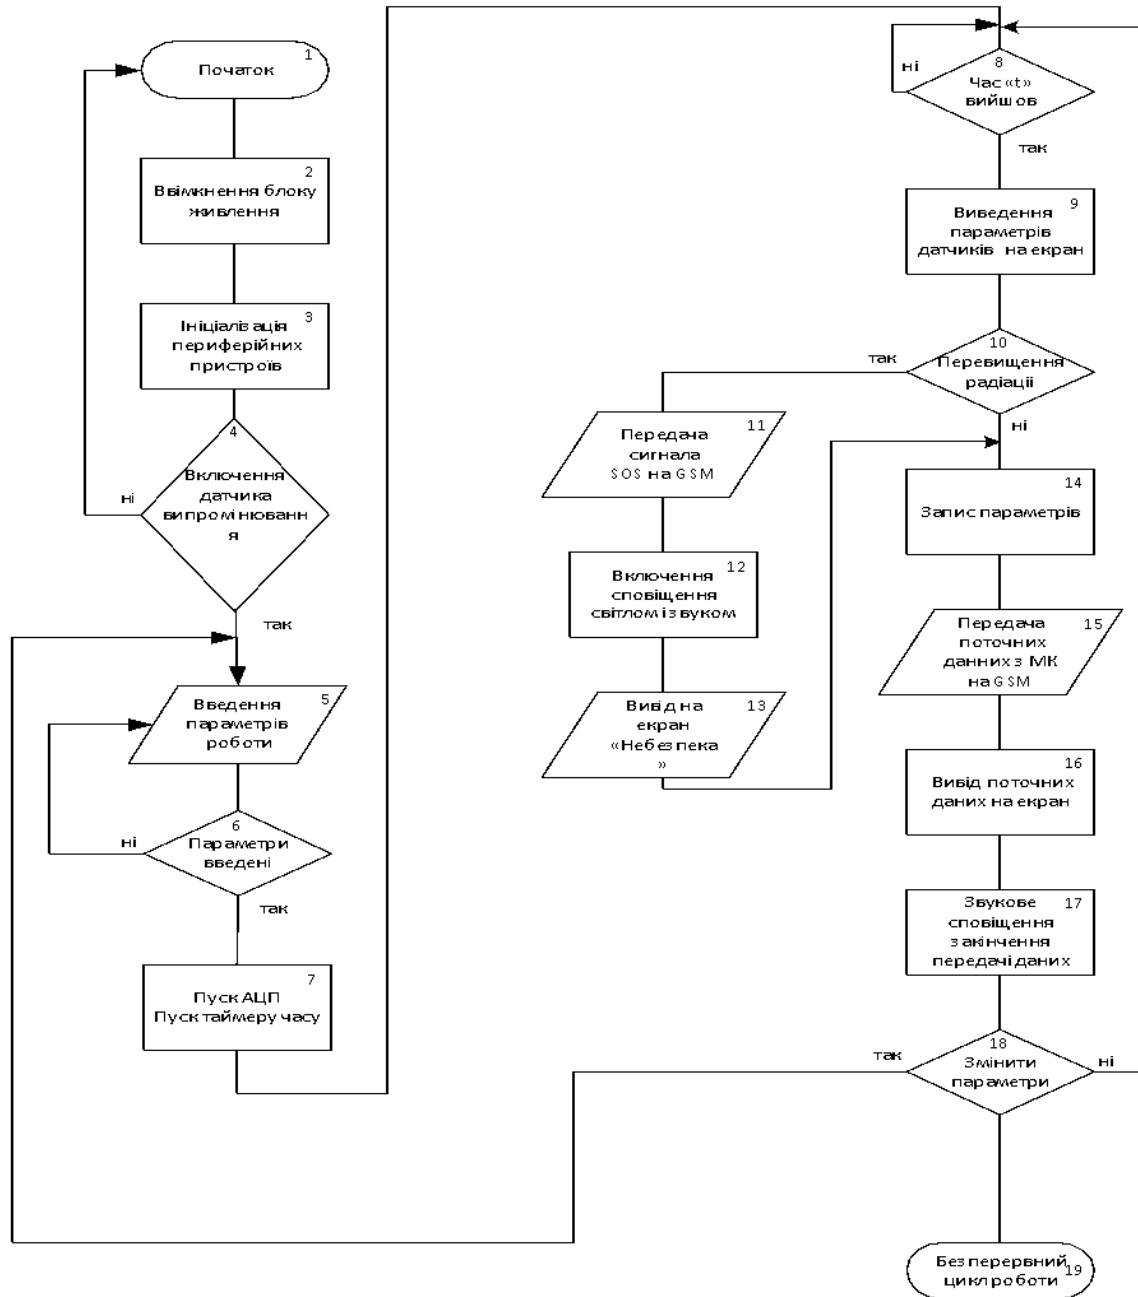 1
Початок
2
Ввімкнення блоку
живлення
3
Ініціалізація
периферійних
пристроїв
4
Включення
датчика
випромінюванн
я
ні
так
5
Введення
параметрів
роботи
6
Параметри
введені
ні
так
7
Пуск АЦП
Пуск таймеру часу
8
Час «t»
вийшов
ні
так
9
Виведення
параметрів
датчиків на екран
10
Перевищення
радіації
так
ні
11
Передача
сигнала
SOS на GSM
12
Включення
сповіщення
світлом і звуком
13
Вивід на
екран
«Небезпека
»
14
Запис параметрів
15
Передача
поточних
данних з МК
на GSM
16
Вивід поточних
даних на екран
17
Звукове
сповіщення
закінчення
передачі даних
18
Змінити
параметри
так
ні
Безперервний
цикл роботи
19